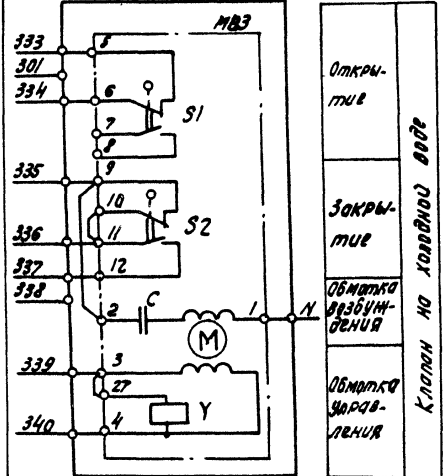 МВЭ
333
5
301
334
6
S1
7
8
335
9
10
S2
336
11
337
12
338
2
C
1
N
M
339
3
27
Y
340
4
Откры-
тие
Закры-
тие
Обмотка
возбуж-
дения
Обмотка
управ-
ления
Клапан на холодной воде